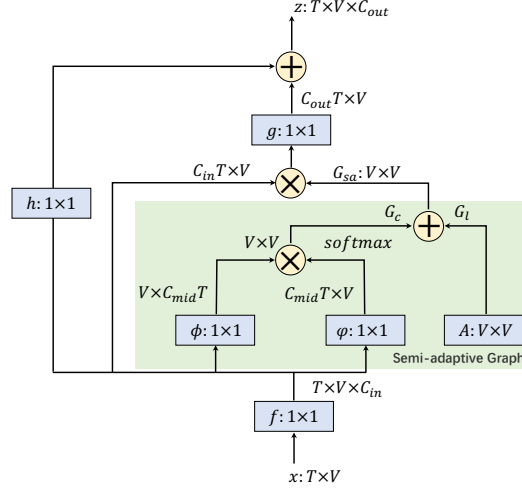 z: T×V×C_out
C_out T×V
g: 1×1
C_in T×V
G_sa: V×V
h: 1×1
G_c
G_l
V×V
softmax
V×C_mid T
C_mid T×V
ϕ: 1×1
φ: 1×1
A: V×V
Semi-adaptive Graph
T×V×C_in
f: 1×1
x: T×V